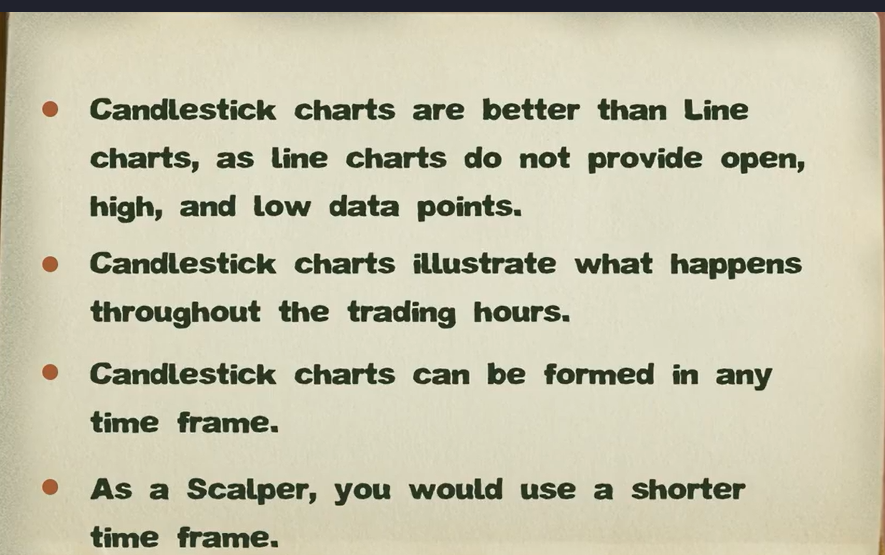 Candlestick charts are better than Line
charts, as line charts do not provide open,
high, and low data points.
Candlestick charts illustrate what happens
throughout the trading hours.
Candlestick charts can be formed in any
time frame.
As a Scalper, you would use a shorter
time frame.